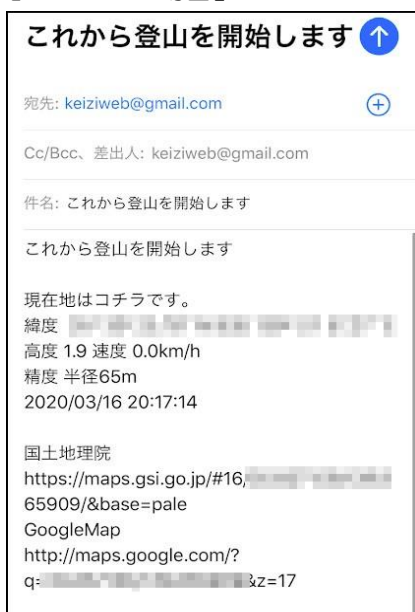 これから登山を開始します
宛先: keiziweb@gmail.com
Cc/Bcc、差出人: keiziweb@gmail.com
件名: これから登山を開始します
これから登山を開始します
現在地はコチラです。
緯度
高度 1.9 速度 0.0km/h
精度 半径65m
2020/03/16 20:17:14
国土地理院
https://maps.gsi.go.jp/#16,
65909/&base=pale
GoogleMap
http://maps.google.com/?
q= &z=17